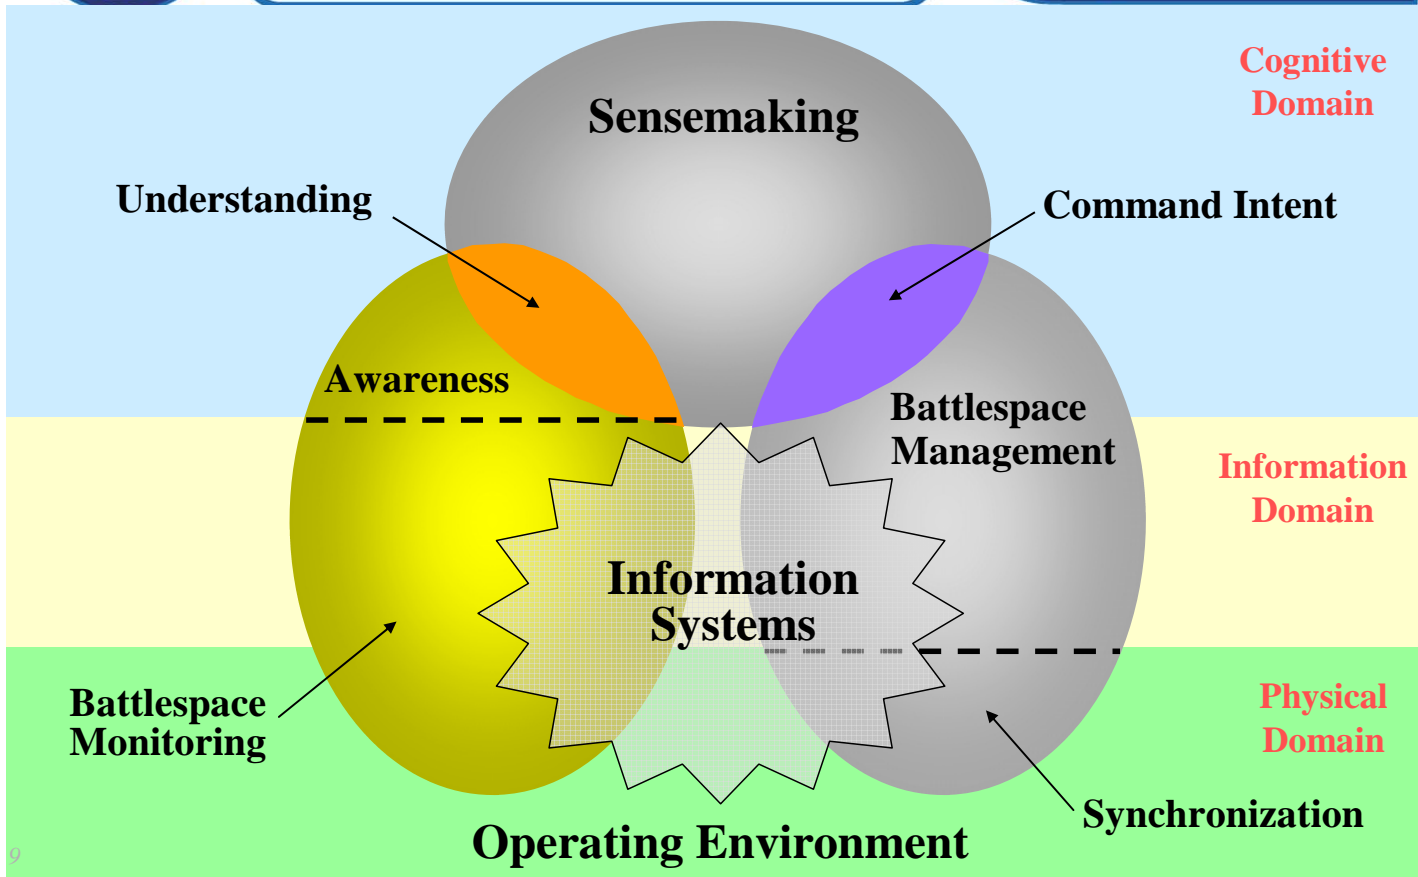 Cognitive
Domain
Sensemaking
Understanding
Command Intent
Awareness
Battlespace
Management
Information
Domain
Information
Systems
Battlespace
Monitoring
Physical
Domain
Synchronization
Operating Environment
9